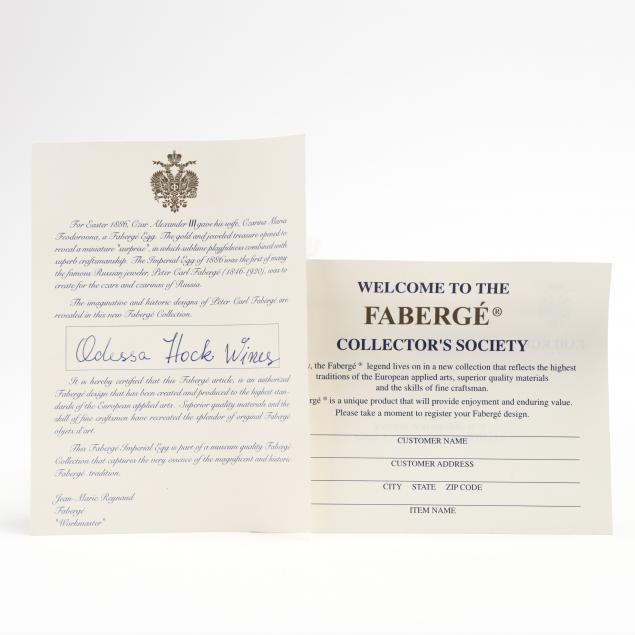 For Easter 1886, Czar Alexander III gave his wife, Czarina Maria
Feodorovna, a Fabergé Egg. The gold and jeweled treasure opened to
reveal a miniature "surprise", in which sublime playfulness combined with
superb craftsmanship. The Imperial Egg of 1886 was the first of many
the famous Russian jeweler, Peter Carl Fabergé (1846-1920), was to
create for the czars and czarinas of Russia.
The imaginative and historic designs of Peter Carl Fabergé are
revealed in this new Fabergé Collection.
Odessa Hock Wines
It is hereby certified that this Fabergé article, is an authorized
Fabergé design that has been created and produced to the highest stan-
dards of the European applied arts. Superior quality materials and the
skill of fine craftsman have recreated the splendor of original Fabergé
objets d'art.
This Fabergé Imperial Egg is part of a museum quality Fabergé
Collection that captures the very essence of the magnificent and historic
Fabergé tradition.
Jean-Marie Reynaud
Fabergé
"Workmaster"
WELCOME TO THE
FABERGÉ®
COLLECTOR'S SOCIETY
, the Fabergé® legend lives on in a new collection that reflects the highest
traditions of the European applied arts, superior quality materials
and the skills of fine craftsman.
rgé® is a unique product that will provide enjoyment and enduring value.
Please take a moment to register your Fabergé design.
CUSTOMER NAME
CUSTOMER ADDRESS
CITY STATE ZIP CODE
ITEM NAME